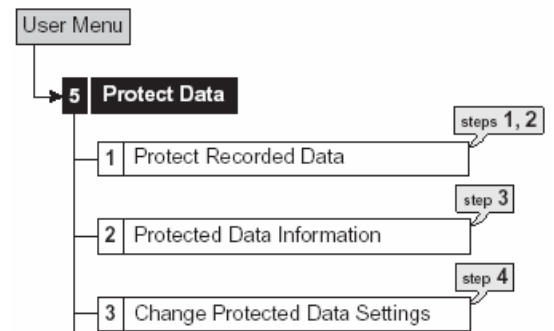 User Menu
5 Protect Data
steps 1, 2
1 Protect Recorded Data
step 3
2 Protected Data Information
step 4
3 Change Protected Data Settings